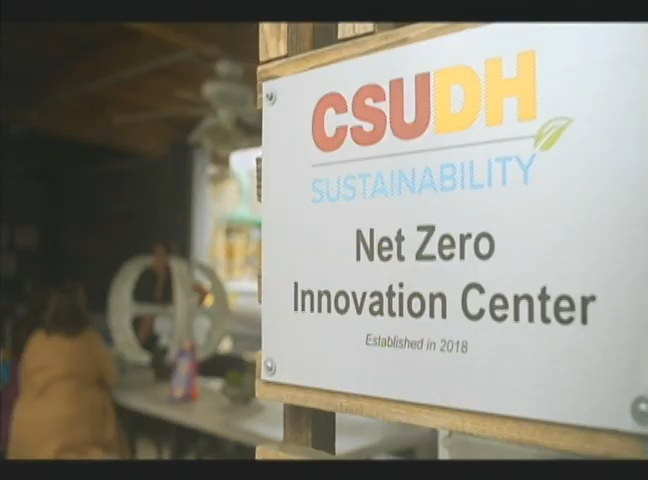 CSUDH
SUSTAINABILITY
Net Zero
Innovation Center
Established in 2018